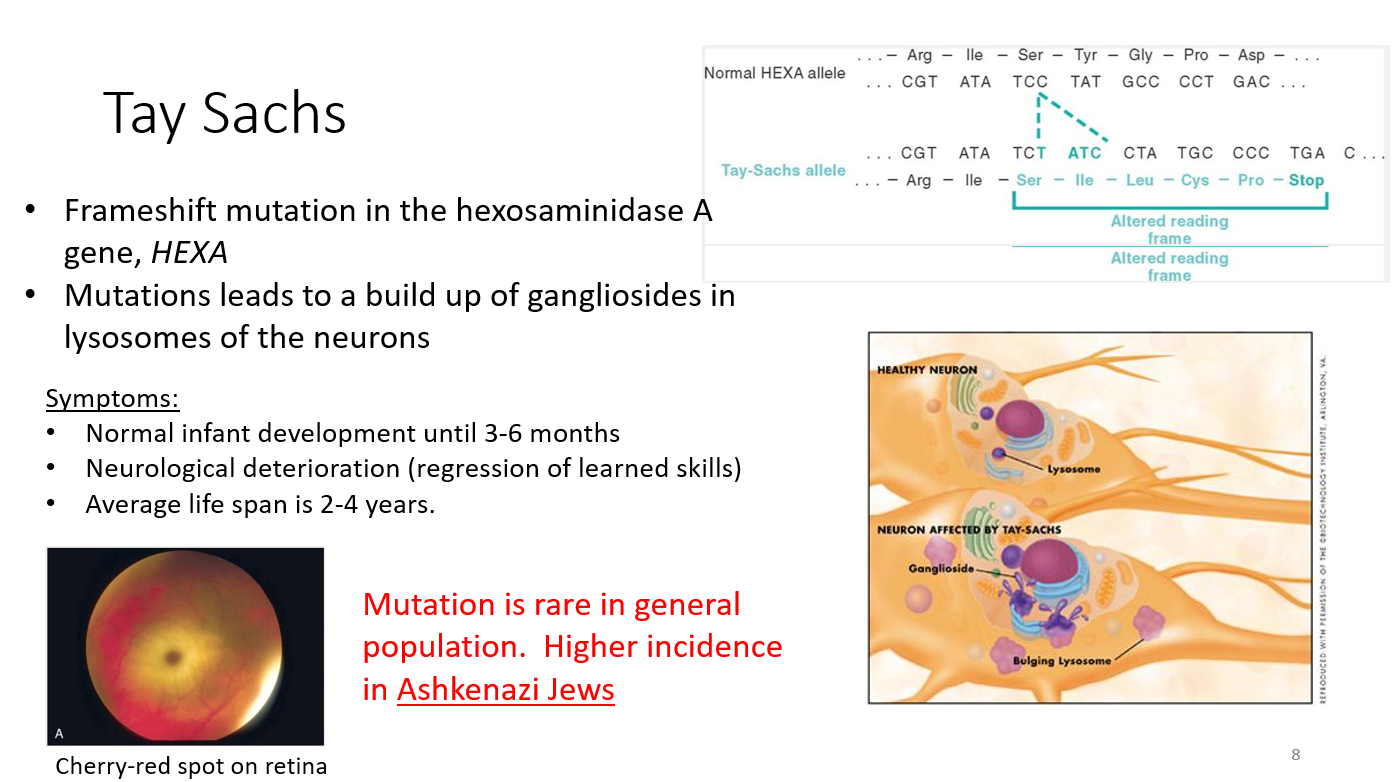 Tay Sachs
• Frameshift mutation in the hexosaminidase A
gene, HEXA
• Mutations leads to a build up of gangliosides in
lysosomes of the neurons
Symptoms:
• Normal infant development until 3-6 months
• Neurological deterioration (regression of learned skills)
• Average life span is 2-4 years.
A
Cherry-red spot on retina
Mutation is rare in general
population. Higher incidence
in Ashkenazi Jews
. . . – Arg – Ile – Ser – Tyr – Gly – Pro – Asp – . . .
Normal HEXA allele
. . . CGT ATA TCC TAT GCC CCT GAC . . .
. . . CGT ATA TCT ATC CTA TGC CCC TGA C . . .
Tay-Sachs allele
. . . – Arg – Ile – Ser – Ile – Leu – Cys – Pro – Stop
Altered reading
frame
Altered reading
frame
HEALTHY NEURON
Lysosome
NEURON AFFECTED BY TAY-SACHS
Ganglioside
Bulging Lysosome
REPRODUCED WITH PERMISSION OF THE GBIOTECHNOLOGY INSTITUTE, ARLINGTON, VA.
8